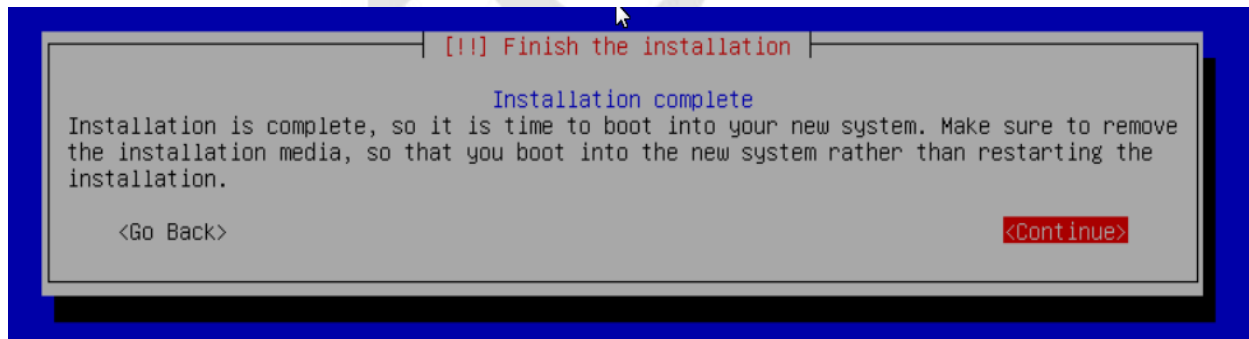 [!!] Finish the installation
Installation complete
Installation is complete, so it is time to boot into your new system. Make sure to remove
the installation media, so that you boot into the new system rather than restarting the
installation.
<Go Back> <Continue>